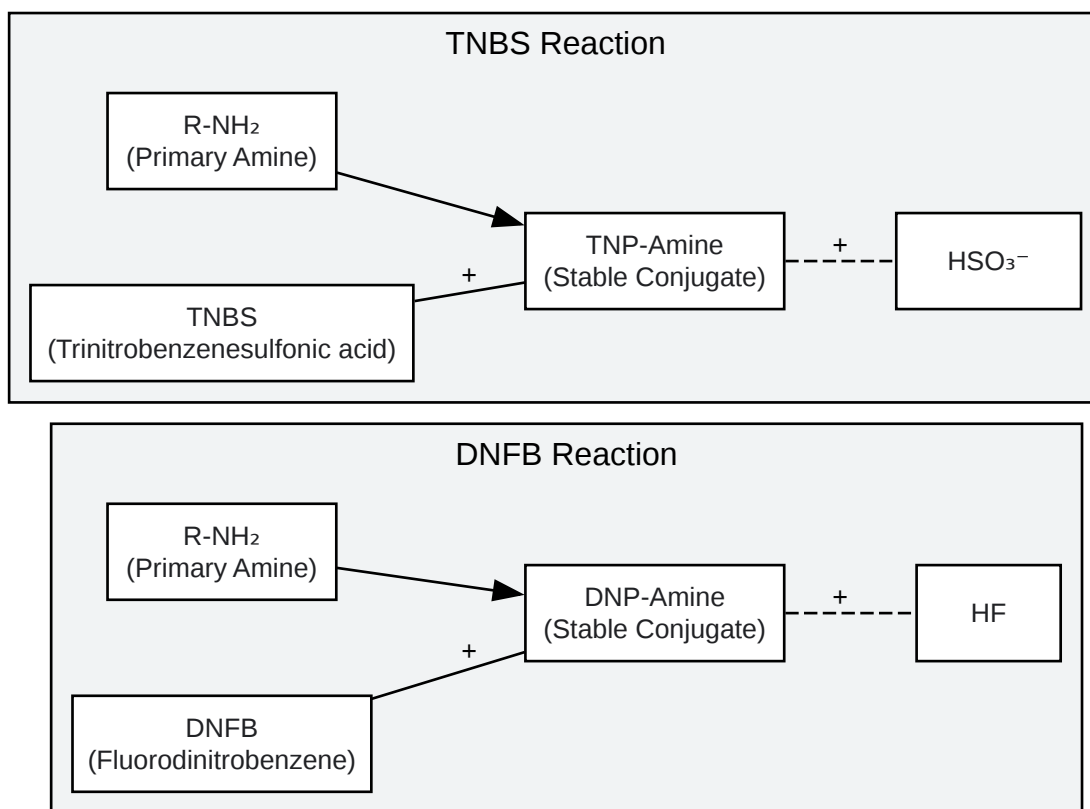 TNBS Reaction
R-NH₂
(Primary Amine)
TNP-Amine
(Stable Conjugate)
+
HSO₃⁻
+
TNBS
(Trinitrobenzenesulfonic acid)
DNFB Reaction
R-NH₂
(Primary Amine)
DNP-Amine
(Stable Conjugate)
+
HF
+
DNFB
(Fluorodinitrobenzene)